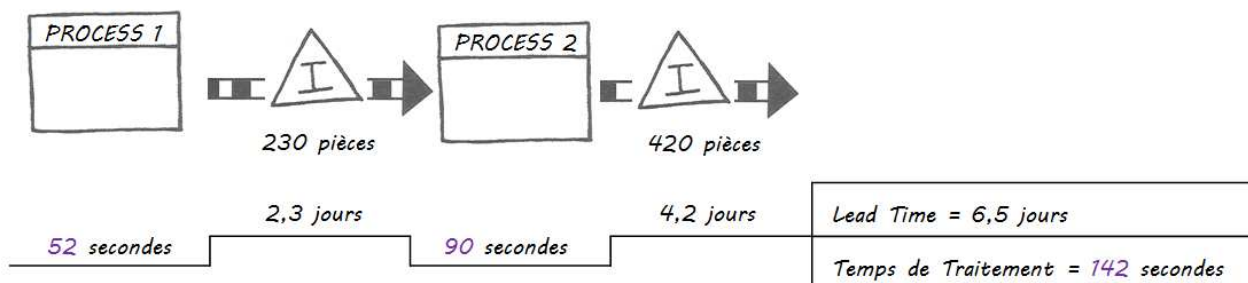 PROCESS 1
I
PROCESS 2
I
230 pièces
420 pièces
2,3 jours
4,2 jours
Lead Time = 6,5 jours
52 secondes
90 secondes
Temps de Traitement = 142 secondes